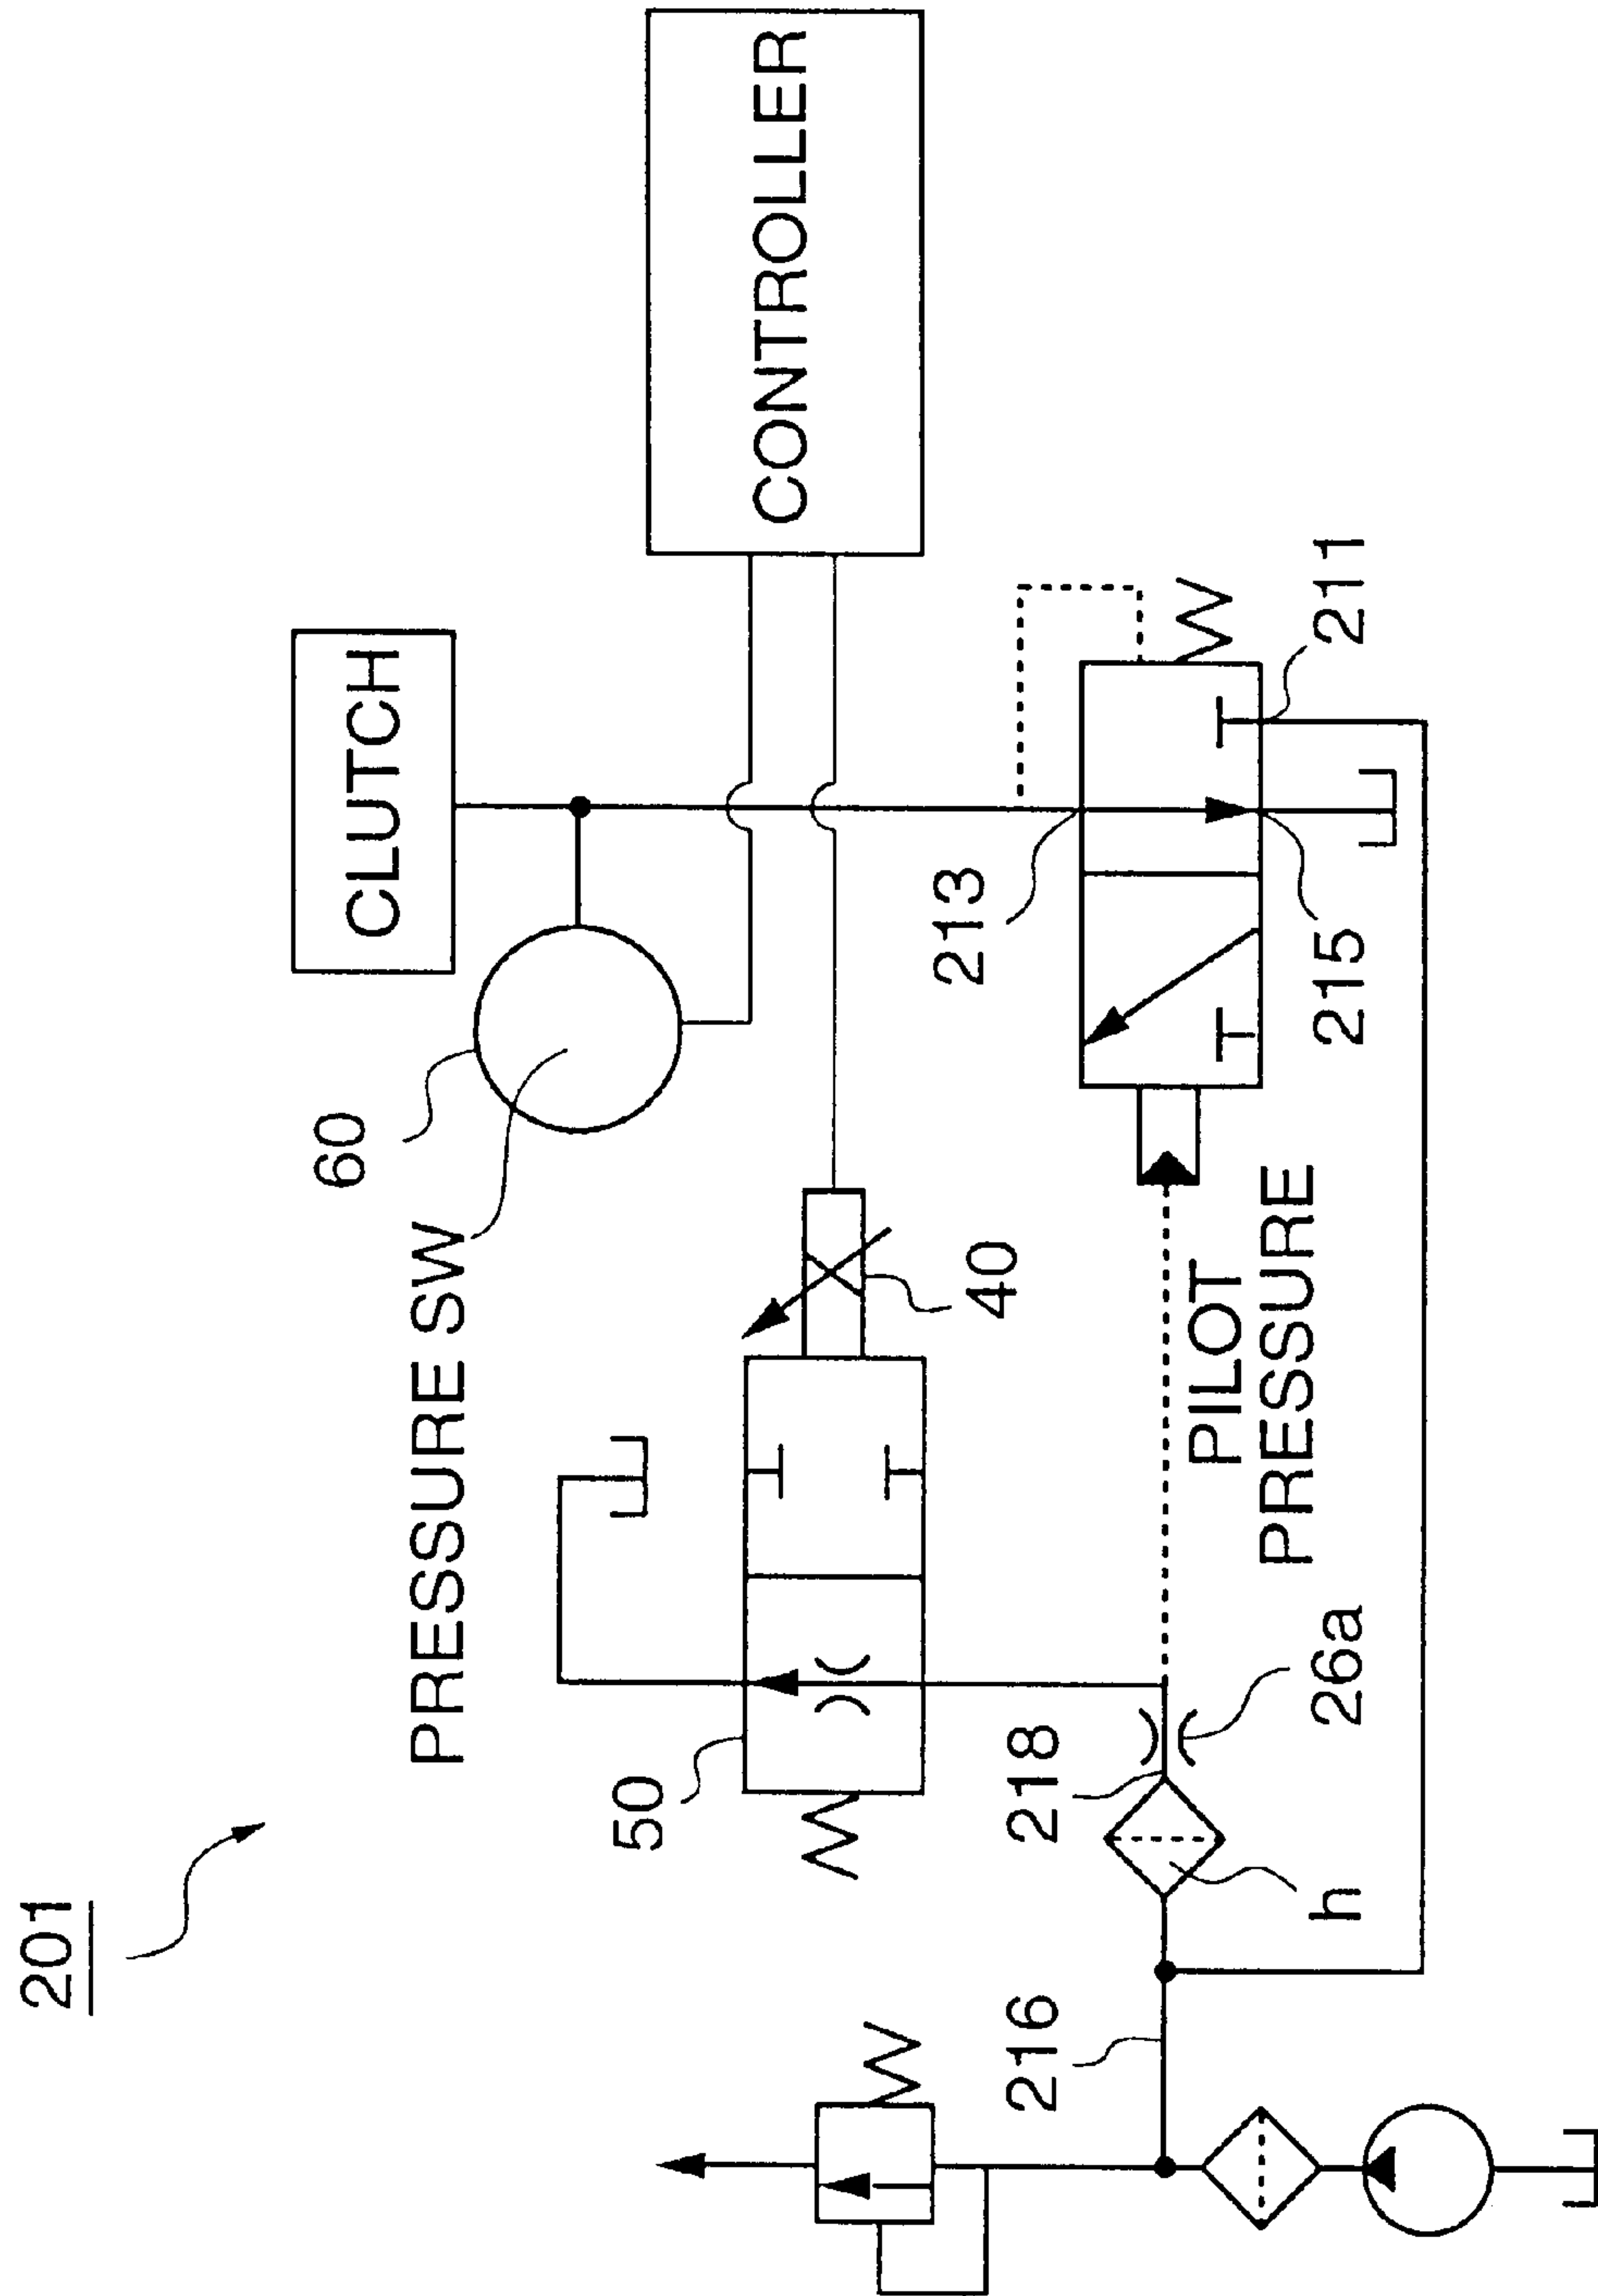 201
CLUTCH
CONTROLLER
60
PRESSURE SW
213
211
215
40
50
PILOT
PRESSURE
218
26a
216
h